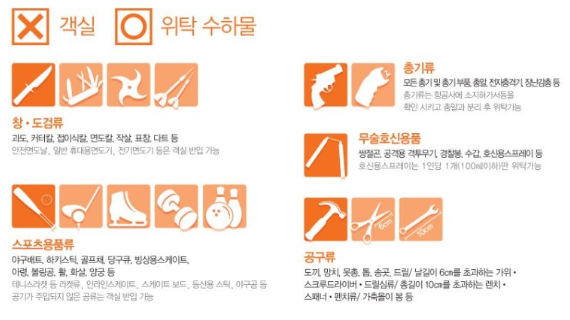 객실
위탁 수하물
창·도검류
과도, 커터칼, 접이식칼, 면도칼, 작살, 표창, 다트 등
안전면도날, 일반 휴대용면도기, 전기면도기 등은 객실 반입 가능
스포츠용품류
야구배트, 하키스틱, 골프채, 당구큐, 빙상용스케이트,
아령, 볼링공, 활, 화살, 양궁 등
테니스라켓 등 라켓류, 인라인스케이트, 스케이트 보드, 등산용 스틱, 야구공 등
공기가 주입되지 않은 공류는 객실 반입 가능
총기류
모든 총기 및 총기 부품, 총알, 전자충격기, 장난감총 등
총기류는 항공사에 소지허가서등을
확인 시키고 총알과 분리 후 위탁가능
무술호신용품
쌍절곤, 공격용 격투무기, 경찰봉, 수갑, 호신용스프레이 등
호신용스프레이는 1인당 1개(100ml이하)만 위탁가능
6cm
10cm
공구류
도끼, 망치, 못총, 톱, 송곳, 드릴/ 날길이 6cm를 초과하는 가위·
스크루드라이버·드릴심류/ 총길이 10cm를 초과하는 렌치·
스패너·펜치류/ 가축몰이 봉 등